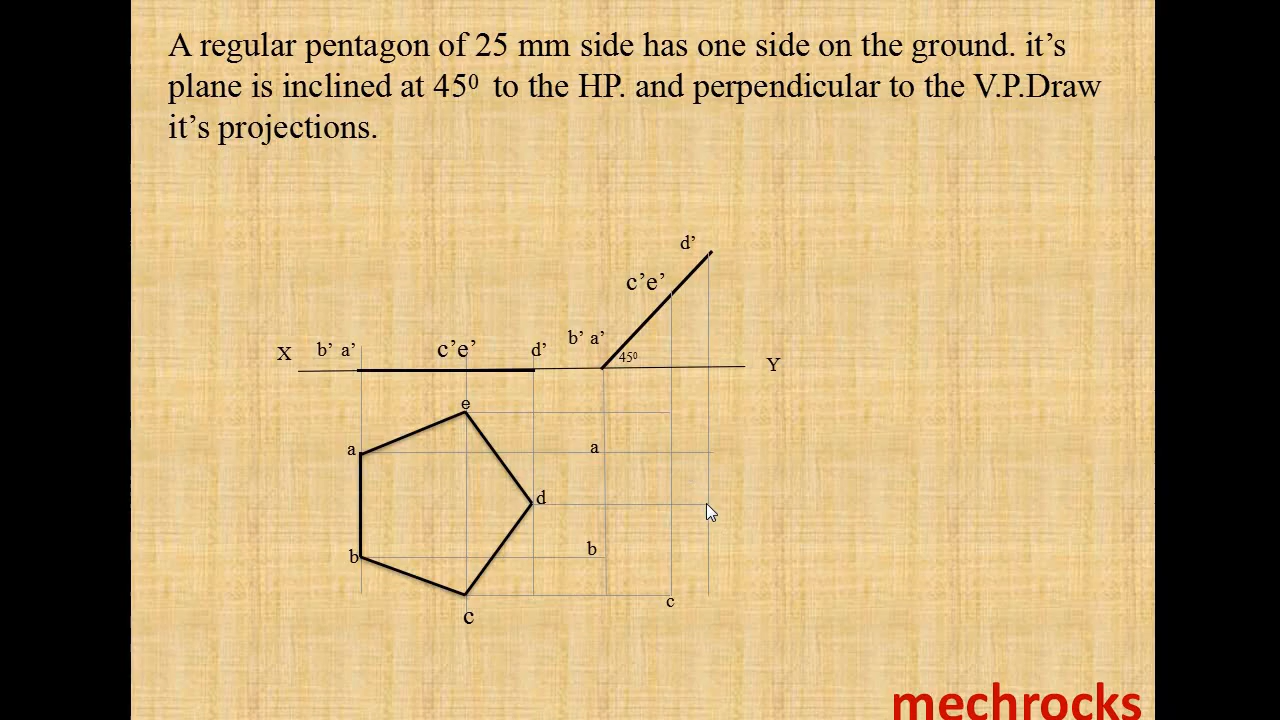 A regular pentagon of 25 mm side has one side on the ground. it’s
plane is inclined at 45⁰ to the HP. and perpendicular to the V.P.Draw
it’s projections.
d’
c’e’
b’ a’
45⁰
X b’ a’ c’e’ d’ Y
e
a a
d
b b
c
c
mechrocks